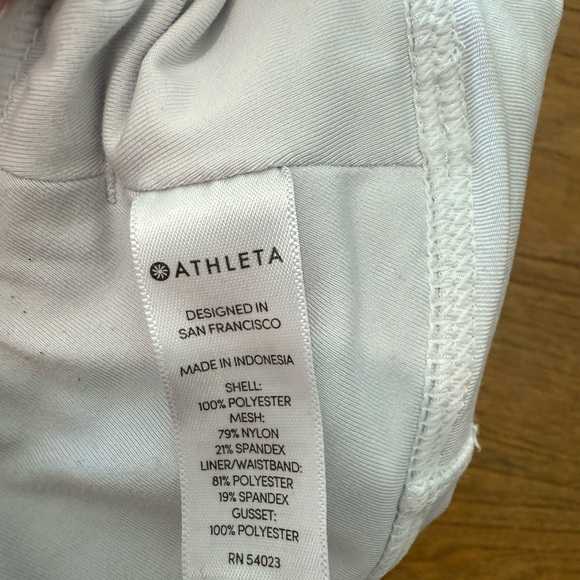 ATHLETA
DESIGNED IN
SAN FRANCISCO
MADE IN INDONESIA
SHELL:
100% POLYESTER
MESH:
79% NYLON
21% SPANDEX
LINER/WAISTBAND:
81% POLYESTER
19% SPANDEX
GUSSET:
100% POLYESTER
RN 54023